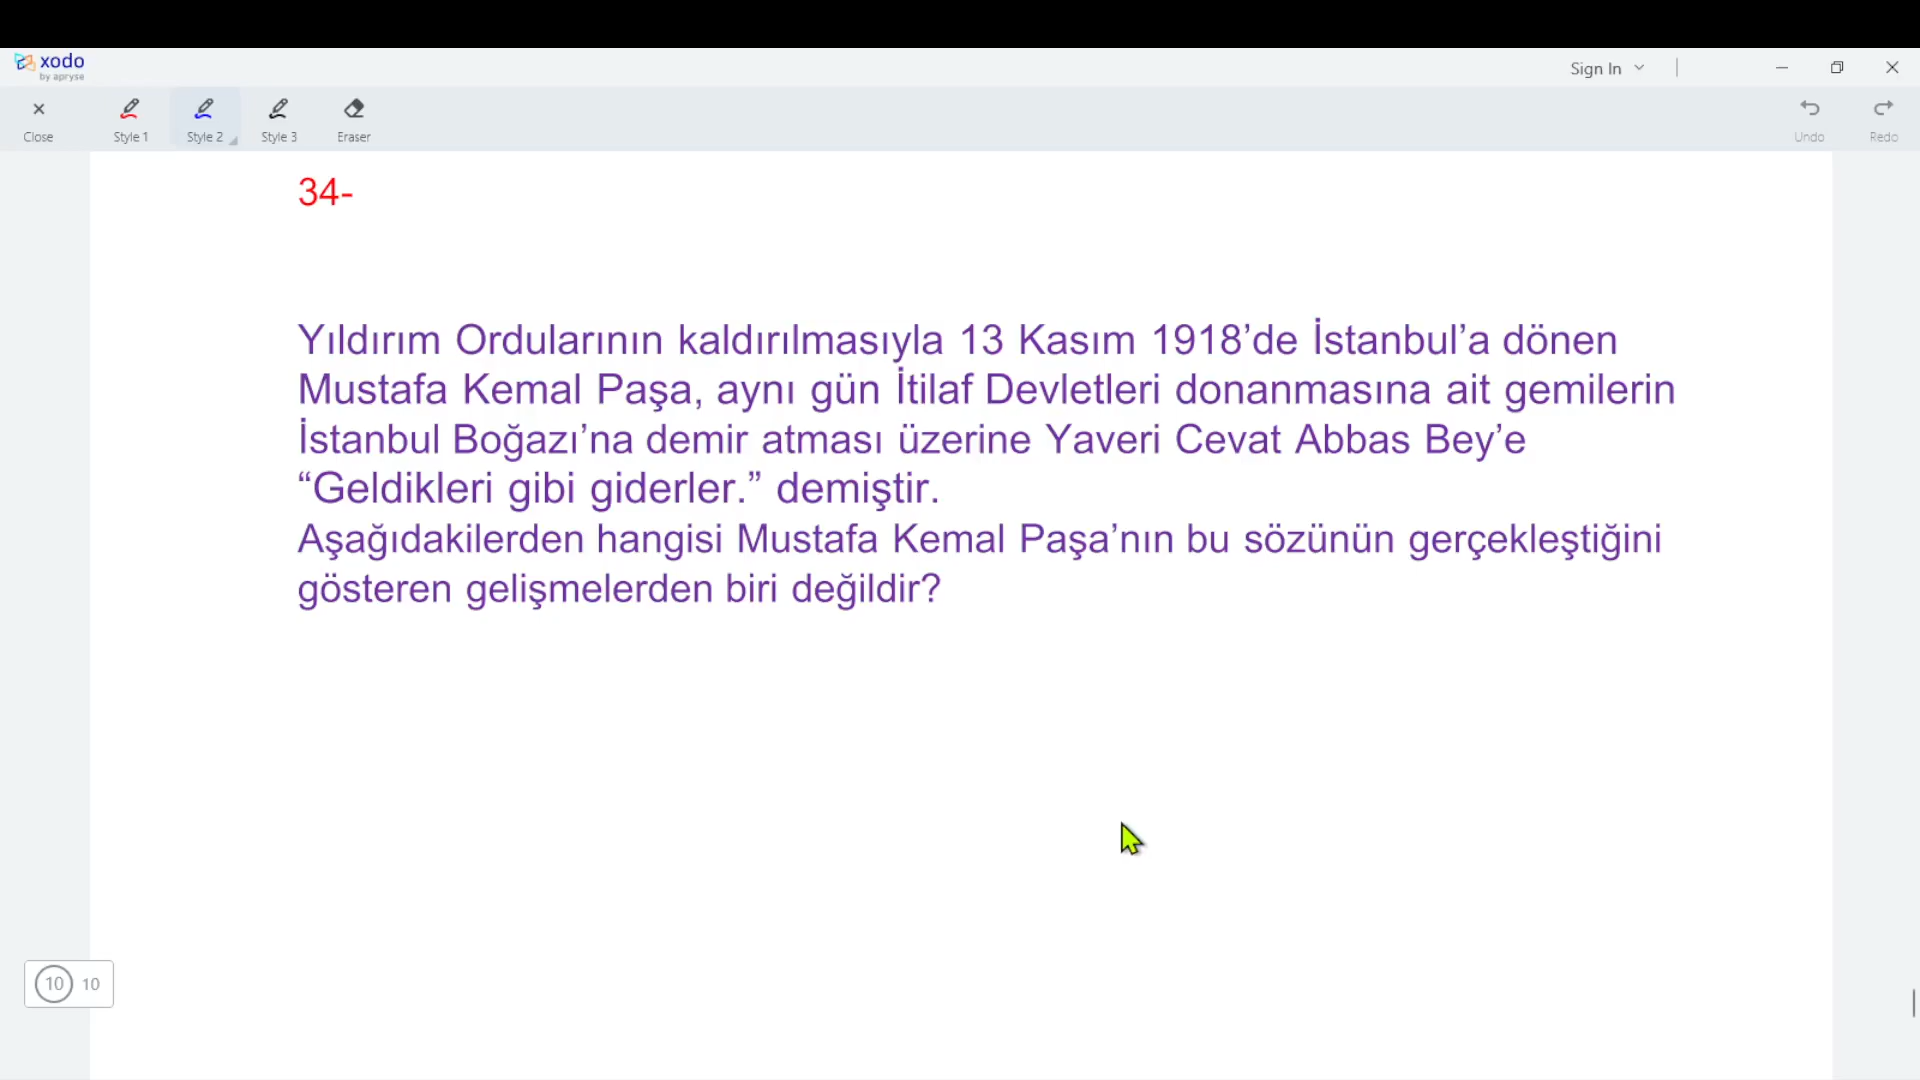 xodo
by apryse
Sign In
Close
Style 1
Style 2
Style 3
Eraser
Undo
Redo
34-
Yıldırım Ordularının kaldırılmasıyla 13 Kasım 1918’de İstanbul’a dönen
Mustafa Kemal Paşa, aynı gün İtilaf Devletleri donanmasına ait gemilerin
İstanbul Boğazı’na demir atması üzerine Yaveri Cevat Abbas Bey’e
“Geldikleri gibi giderler.” demiştir.
Aşağıdakilerden hangisi Mustafa Kemal Paşa’nın bu sözünün gerçekleştiğini
gösteren gelişmelerden biri değildir?
10 10